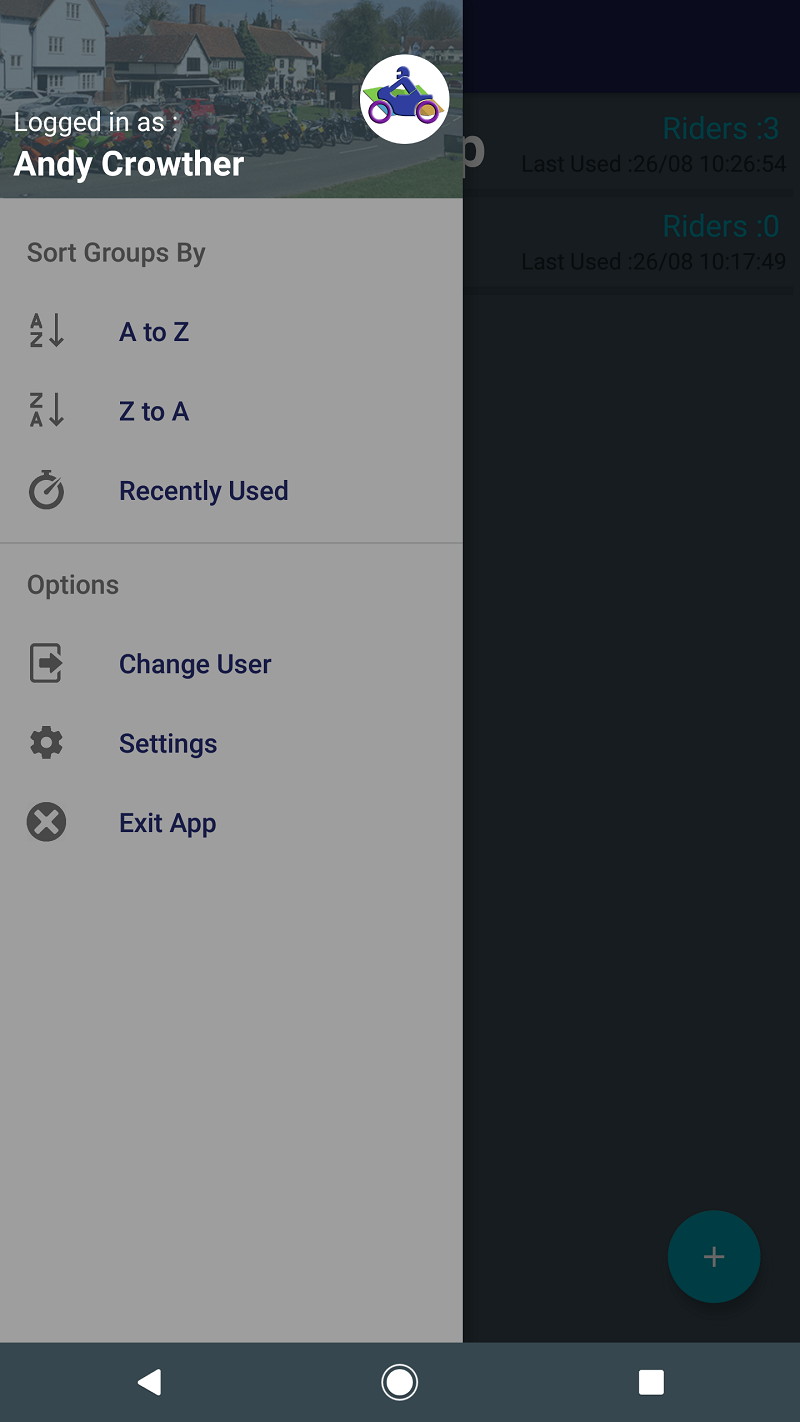 Logged in as :
Andy Crowther
p
Riders :3
Last Used :26/08 10:26:54
Riders :0
Last Used :26/08 10:17:49
Sort Groups By
A to Z
Z to A
Recently Used
Options
Change User
Settings
Exit App